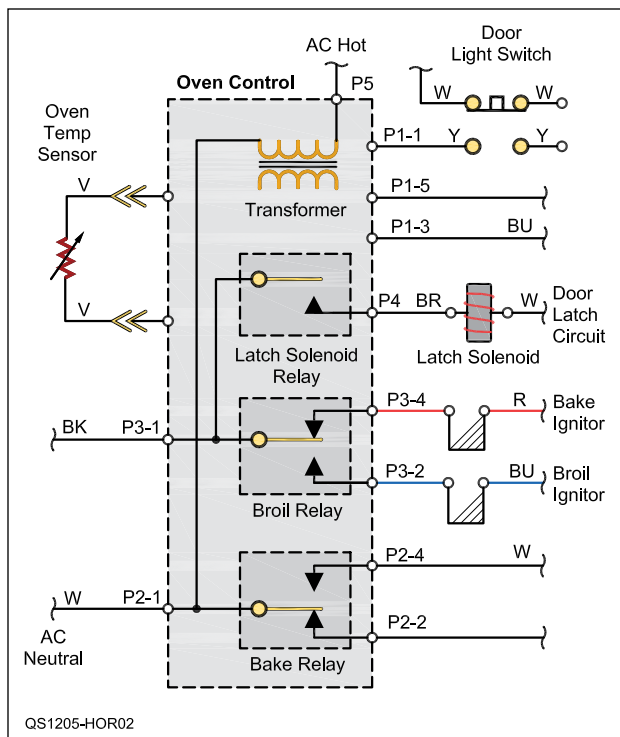 AC Hot
Door
Light Switch
Oven Control
P5
W
W
Oven
Temp
Sensor
P1-1
Y
Y
V
Transformer
P1-5
P1-3
BU
V
P4
BR
W
Door
Latch
Circuit
Latch Solenoid
Relay
Latch Solenoid
P3-4
R
Bake
Ignitor
BK
P3-1
P3-2
BU
Broil
Ignitor
Broil Relay
P2-4
W
W
P2-1
AC
Neutral
P2-2
Bake Relay
QS1205-HOR02